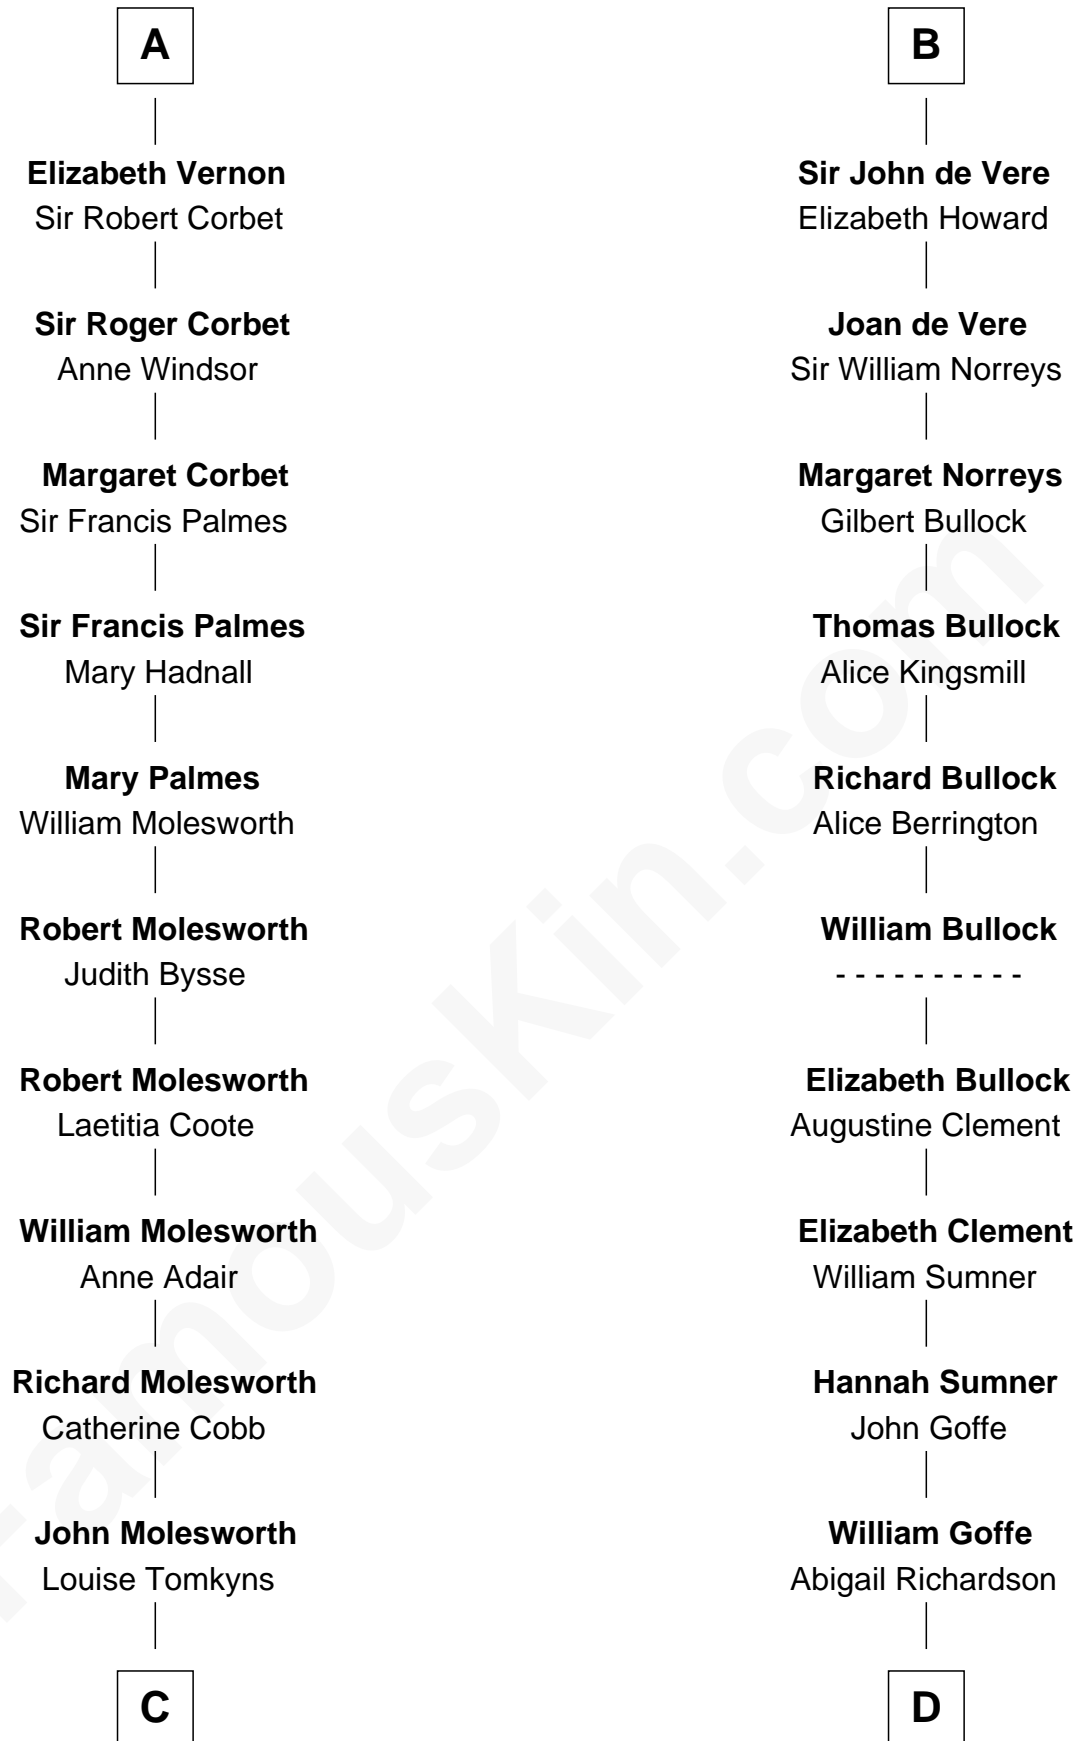 A
Elizabeth Vernon
Sir Robert Corbet
Sir Roger Corbet
Anne Windsor
Margaret Corbet
Sir Francis Palmes
Sir Francis Palmes
Mary Hadnall
Mary Palmes
William Molesworth
Robert Molesworth
Judith Bysse
Robert Molesworth
Laetitia Coote
William Molesworth
Anne Adair
Richard Molesworth
Catherine Cobb
John Molesworth
Louise Tomkyns
C
B
Sir John de Vere
Elizabeth Howard
Joan de Vere
Sir William Norreys
Margaret Norreys
Gilbert Bullock
Thomas Bullock
Alice Kingsmill
Richard Bullock
Alice Berrington
William Bullock
- - - - - - - - - -
Elizabeth Bullock
Augustine Clement
Elizabeth Clement
William Sumner
Hannah Sumner
John Goffe
William Goffe
Abigail Richardson
D
FamousKin.com